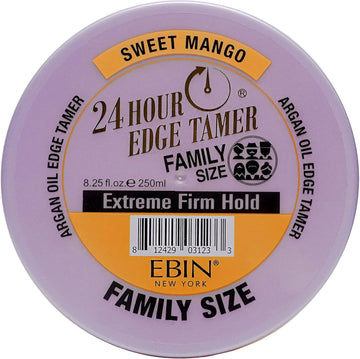 SWEET MANGO
24 HOUR
EDGE TAMER®
FAMILY
SIZE
8.25 fl.oz.℮250ml
ARGAN OIL EDGE TAMER
ARGAN OIL EDGE TAMER
Extreme Firm Hold
8 12429 03123 3
EBIN®
NEW YORK
FAMILY SIZE